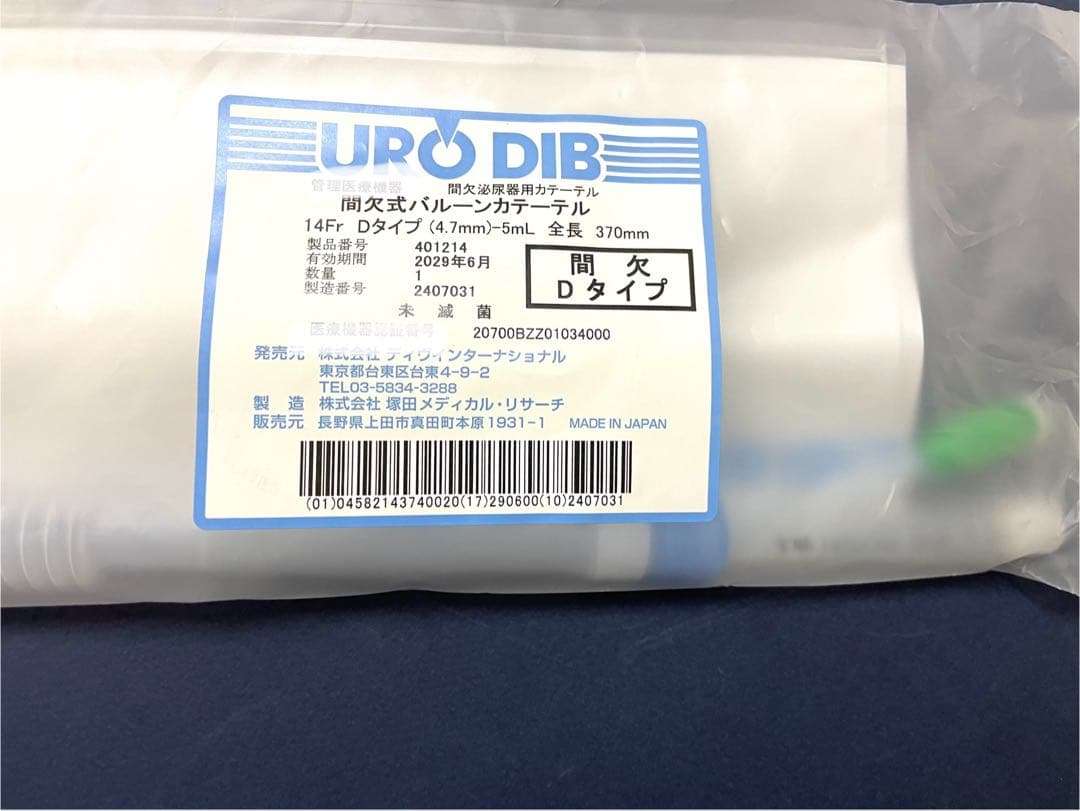 URO DIB
管理医療機器 間欠泌尿器用カテーテル
間欠式バルーンカテーテル
14Fr Dタイプ (4.7mm)-5mL 全長 370mm
製品番号 401214
有効期間 2029年6月
数量 1
製造番号 2407031
間 欠
Dタイプ
未 滅 菌
医療機器認証番号 20700BZZ01034000
発売元 株式会社 ディヴインターナショナル
東京都台東区台東4-9-2
TEL03-5834-3288
製 造 株式会社 塚田メディカル・リサーチ
販売元 長野県上田市真田町本原1931-1 MADE IN JAPAN
(01)04582143740020(17)290600(10)2407031